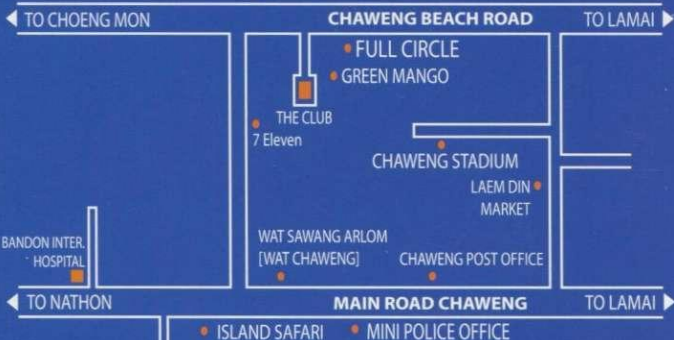 TO CHOENG MON
CHAWENG BEACH ROAD
TO LAMAI
FULL CIRCLE
GREEN MANGO
THE CLUB
7 Eleven
CHAWENG STADIUM
LAEM DIN
MARKET
BANDON INTER.
HOSPITAL
WAT SAWANG ARLOM
[WAT CHAWENG]
CHAWENG POST OFFICE
TO NATHON
MAIN ROAD CHAWENG
TO LAMAI
ISLAND SAFARI
MINI POLICE OFFICE